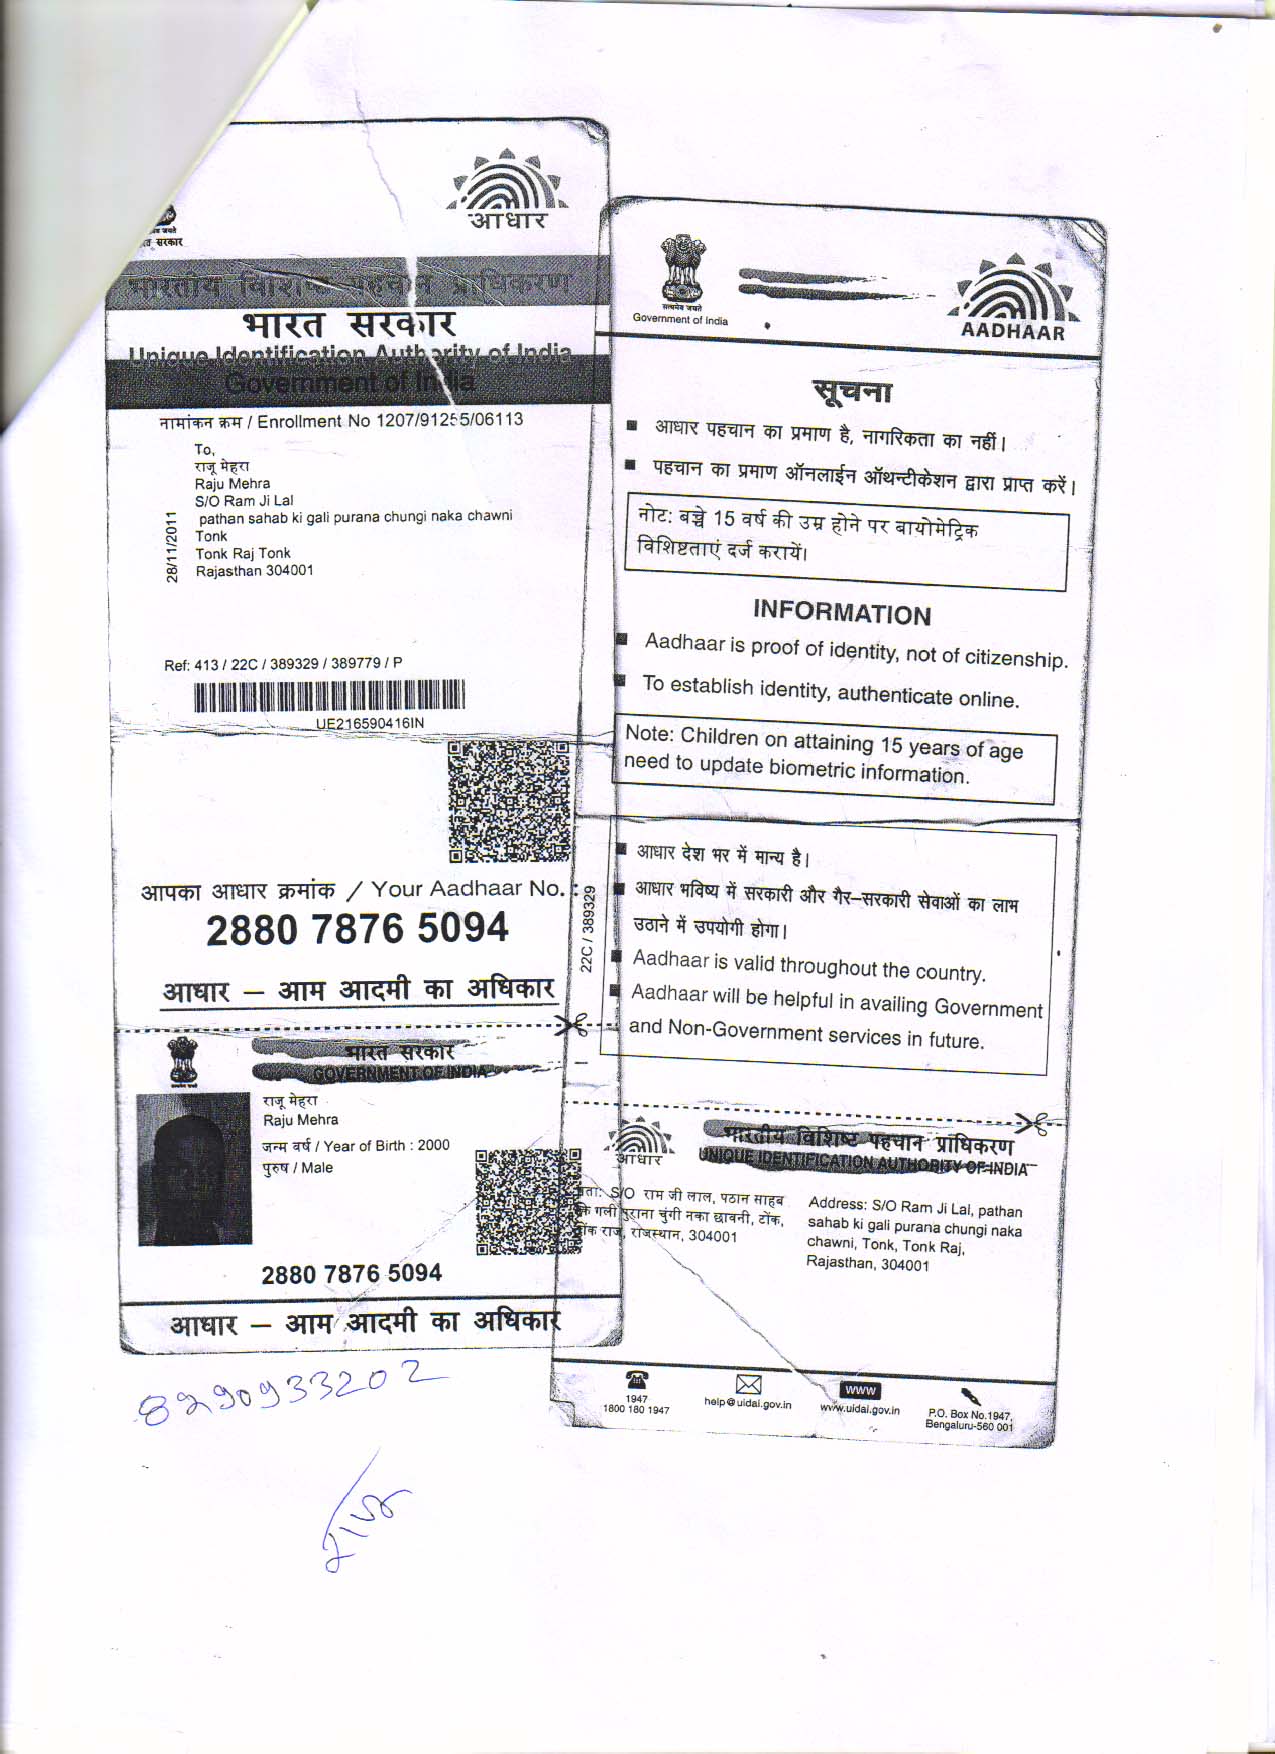 आधार
त सरकार
भारतीय विशिष्ट पहचान प्राधिकरण
भारत सरकार
Unique Identification Authority of India
Government of India
नामांकन क्रम / Enrollment No 1207/91255/06113
To,
राजू मेहरा
Raju Mehra
S/O Ram Ji Lal
pathan sahab ki gali purana chungi naka chawni
Tonk
Tonk Raj Tonk
Rajasthan 304001
28/11/2011
Ref: 413 / 22C / 389329 / 389779 / P
UE216590416IN
आपका आधार क्रमांक / Your Aadhaar No. :
2880 7876 5094
आधार – आम आदमी का अधिकार
भारत सरकार
GOVERNMENT OF INDIA
राजू मेहरा
Raju Mehra
जन्म वर्ष / Year of Birth : 2000
पुरुष / Male
2880 7876 5094
आधार – आम आदमी का अधिकार
8290933202
सत्यमेव जयते
Government of India
AADHAAR
सूचना
आधार पहचान का प्रमाण है, नागरिकता का नहीं।
पहचान का प्रमाण ऑनलाईन ऑथन्टीकेशन द्वारा प्राप्त करें।
नोट: बच्चे 15 वर्ष की उम्र होने पर बायोमेट्रिक
विशिष्टताएं दर्ज करायें।
INFORMATION
Aadhaar is proof of identity, not of citizenship.
To establish identity, authenticate online.
Note: Children on attaining 15 years of age
need to update biometric information.
22C / 389329
आधार देश भर में मान्य है।
आधार भविष्य में सरकारी और गैर–सरकारी सेवाओं का लाभ
उठाने में उपयोगी होगा।
Aadhaar is valid throughout the country.
Aadhaar will be helpful in availing Government
and Non-Government services in future.
आधार
भारतीय विशिष्ट पहचान प्राधिकरण
UNIQUE IDENTIFICATION AUTHORITY OF INDIA
S/O राम जी लाल, पठान साहब
गली पुराना चुंगी नका छावनी, टोंक,
राज, राजस्थान, 304001
Address: S/O Ram Ji Lal, pathan
sahab ki gali purana chungi naka
chawni, Tonk, Tonk Raj,
Rajasthan, 304001
1947
1800 180 1947
help@uidai.gov.in
www
www.uidai.gov.in
P.O. Box No.1947,
Bengaluru-560 001